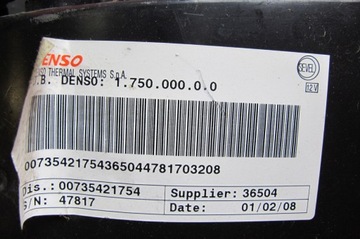 DENSO
SO THERMAL SYSTEMS S.p.A.
.B. DENSO: 1.750.000.0.0
SEVEL
12V
00735421754365044781703208
Dis.: 00735421754
Supplier: 36504
S/N: 47817
Date: 01/02/08